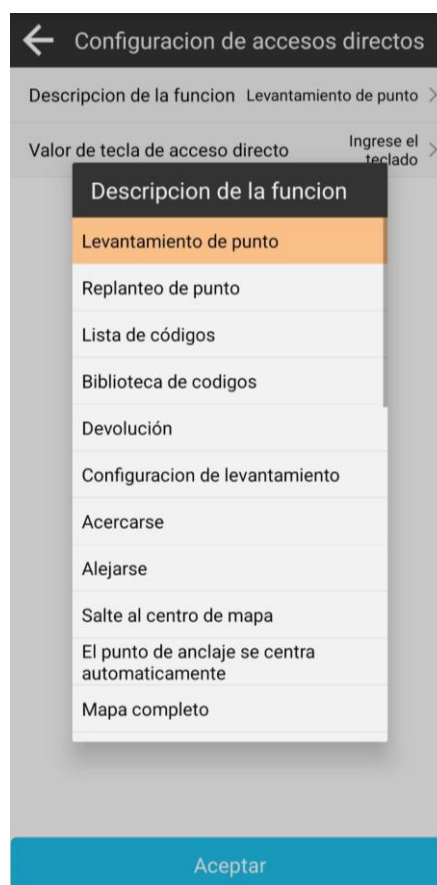 Configuracion de accesos directos
Descripcion de la funcion Levantamiento de punto
Valor de tecla de acceso directo Ingrese el
teclado
Descripcion de la funcion
Levantamiento de punto
Replanteo de punto
Lista de códigos
Biblioteca de codigos
Devolución
Configuracion de levantamiento
Acercarse
Alejarse
Salte al centro de mapa
El punto de anclaje se centra
automaticamente
Mapa completo
Aceptar